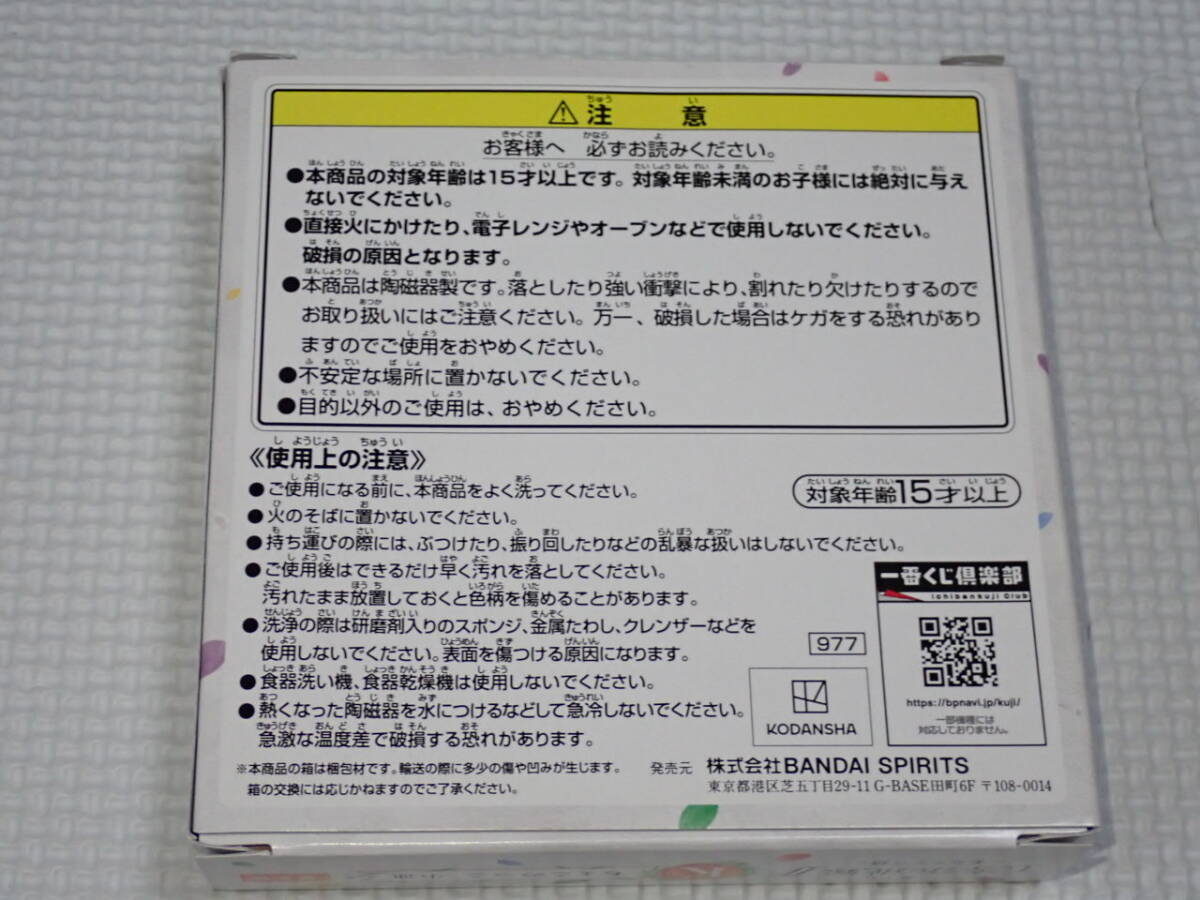 ⚠注意
お客様へ 必ずお読みください。
●本商品の対象年齢は15才以上です。対象年齢未満のお子様には絶対に与え
ないでください。
●直接火にかけたり、電子レンジやオーブンなどで使用しないでください。
破損の原因となります。
●本商品は陶磁器製です。落としたり強い衝撃により、割れたり欠けたりするので
お取り扱いにはご注意ください。万一、破損した場合はケガをする恐れがあり
ますのでご使用をおやめください。
●不安定な場所に置かないでください。
●目的以外のご使用は、おやめください。
《使用上の注意》
●ご使用になる前に、本商品をよく洗ってください。
●火のそばに置かないでください。
●持ち運びの際には、ぶつけたり、振り回したりなどの乱暴な扱いはしないでください。
●ご使用後はできるだけ早く汚れを落としてください。
汚れたまま放置しておくと色柄を傷めることがあります。
●洗浄の際は研磨剤入りのスポンジ、金属たわし、クレンザーなどを
使用しないでください。表面を傷つける原因になります。
●食器洗い機、食器乾燥機は使用しないでください。
●熱くなった陶磁器を水につけるなどして急冷しないでください。
急激な温度差で破損する恐れがあります。
※本商品の箱は梱包材です。輸送の際に多少の傷や凹みが生じます。
箱の交換には応じかねますのでご了承ください。
対象年齢15才以上
一番くじ倶楽部
Ichibankuji Club
https://bpnavi.jp/kuji/
一部機種には
対応しておりません。
977
KODANSHA
発売元 株式会社BANDAI SPIRITS
東京都港区芝五丁目29-11 G-BASE田町6F 〒108-0014